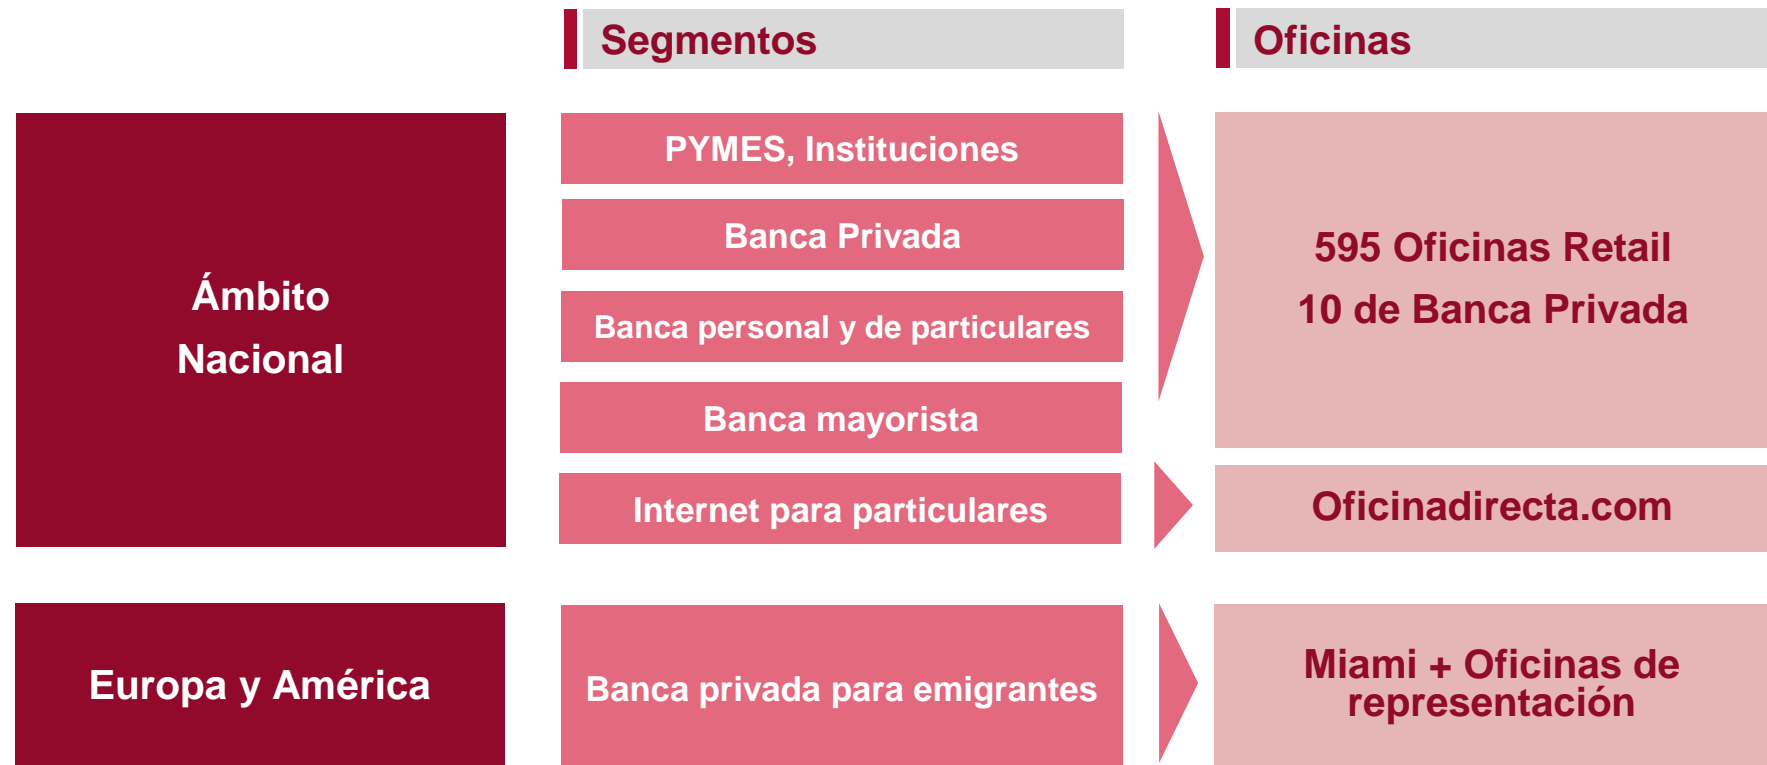 Segmentos
Oficinas
Ámbito
Nacional
PYMES, Instituciones
Banca Privada
Banca personal y de particulares
Banca mayorista
Internet para particulares
595 Oficinas Retail
10 de Banca Privada
Oficinadirecta.com
Europa y América
Banca privada para emigrantes
Miami + Oficinas de
representación